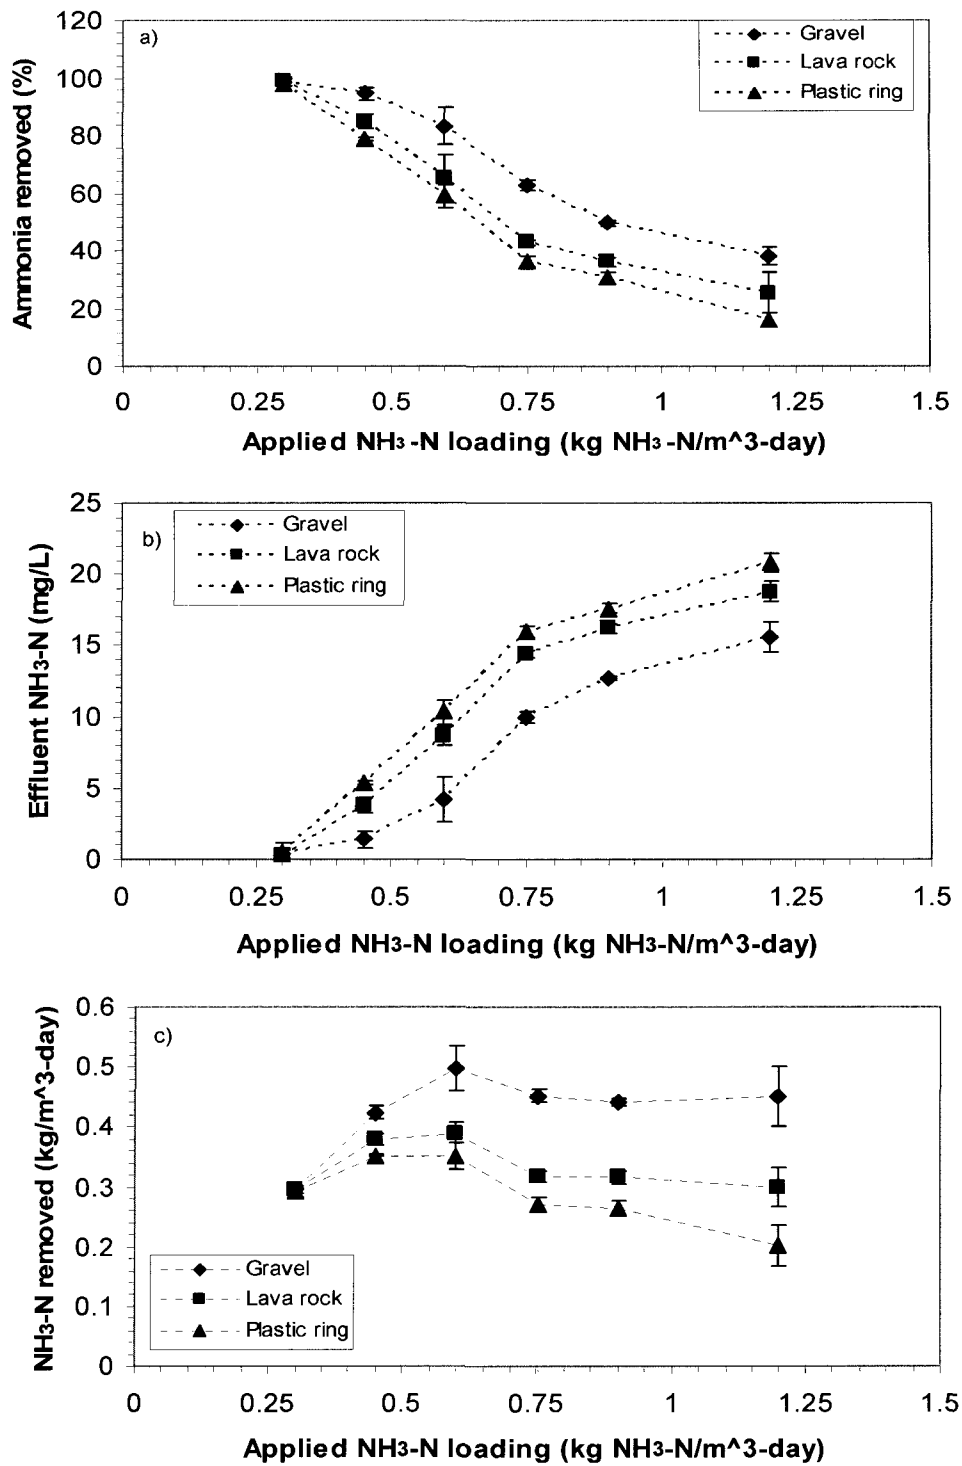 120
a)
Gravel
100
Lava rock
Plastic ring
80
60
40
20
0
Ammonia removed (%)
0 0.25 0.5 0.75 1 1.25 1.5
Applied NH3-N loading (kg NH3-N/m^3-day)
25
b)
Gravel
Lava rock
20
Plastic ring
15
10
5
0
Effluent NH3-N (mg/L)
0 0.25 0.5 0.75 1 1.25 1.5
Applied NH3-N loading (kg NH3-N/m^3-day)
0.6
c)
0.5
0.4
0.3
0.2
Gravel
0.1
Lava rock
Plastic ring
0
NH3-N removed (kg/m^3-day)
0 0.25 0.5 0.75 1 1.25 1.5
Applied NH3-N loading (kg NH3-N/m^3-day)